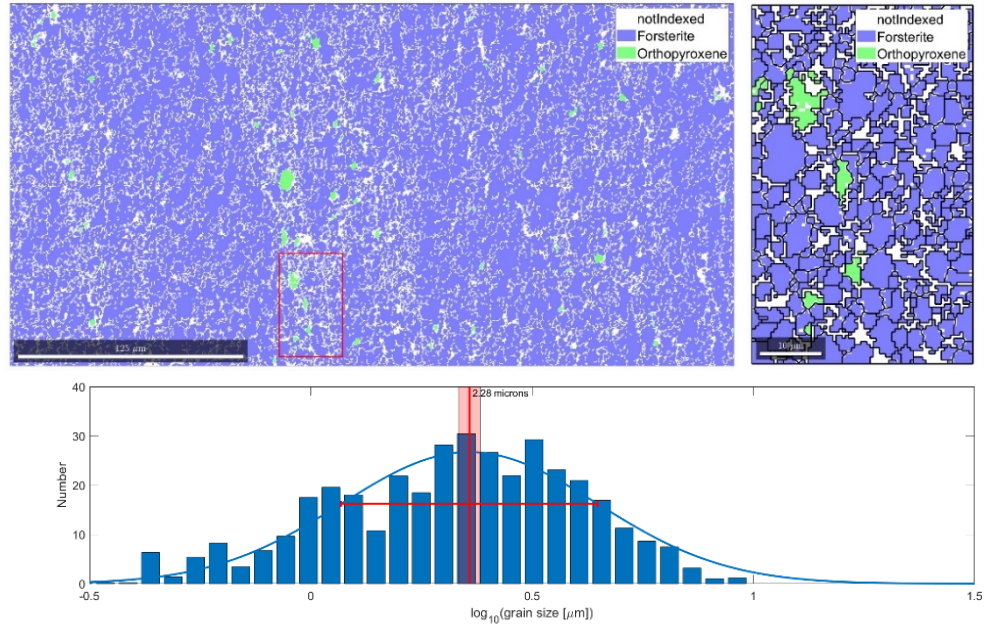 notIndexed
Forsterite
Orthopyroxene
125 μm
notIndexed
Forsterite
Orthopyroxene
10 μm
40
30
20
10
0
Number
2.28 microns
-0.5
0
0.5
1
1.5
log10(grain size [μm])